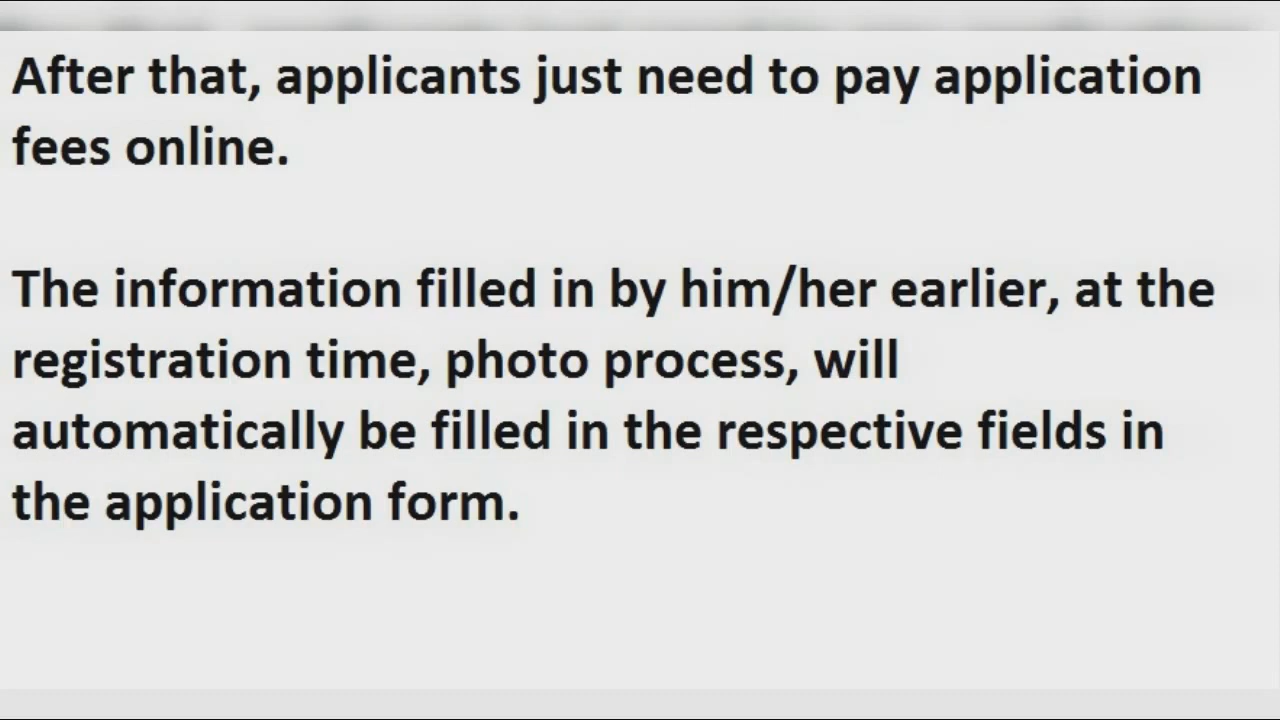 After that, applicants just need to pay application
fees online.
The information filled in by him/her earlier, at the
registration time, photo process, will
automatically be filled in the respective fields in
the application form.